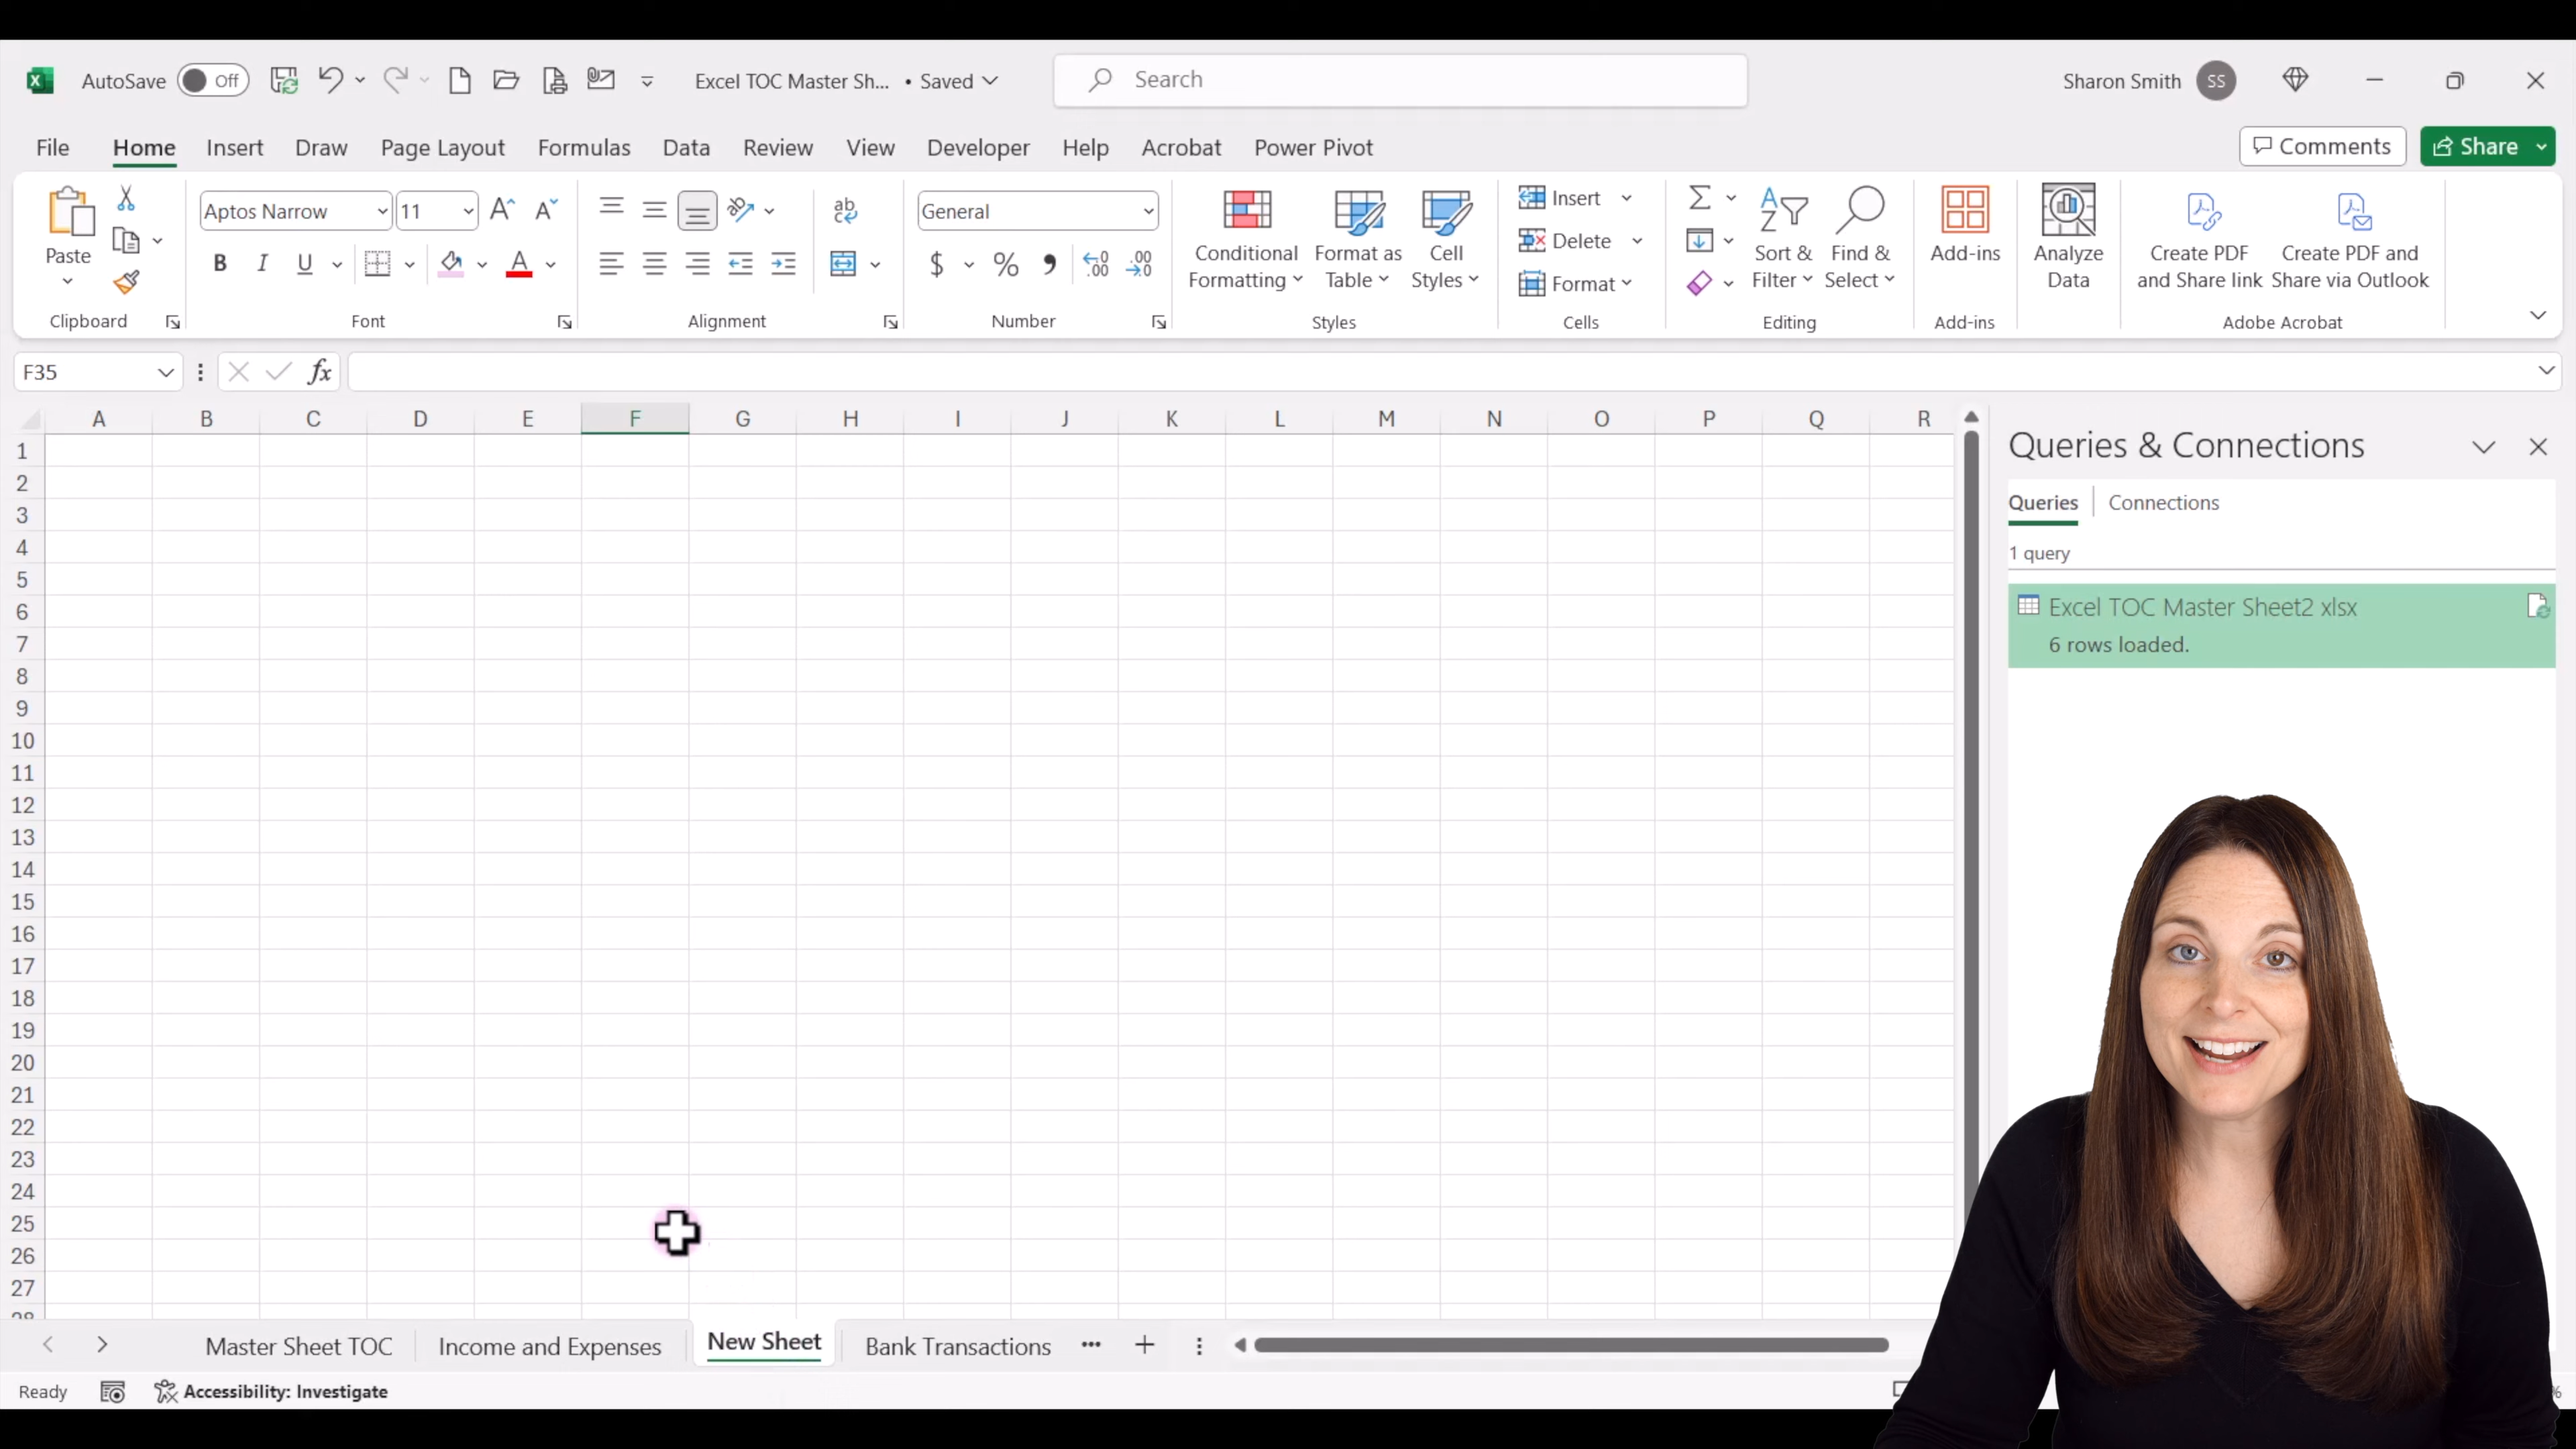 AutoSave Off Excel TOC Master Sh... • Saved Search Sharon Smith SS
File Home Insert Draw Page Layout Formulas Data Review View Developer Help Acrobat Power Pivot Comments Share
Paste
Clipboard
Aptos Narrow 11
B I U A
Font
ab
Alignment
General
$ % 9 .00 .00
Number
Conditional Formatting
Format as Table
Cell Styles
Styles
Insert
Delete
Format
Cells
Sort & Filter
Find & Select
Editing
Add-ins
Add-ins
Analyze Data
Create PDF and Share link
Create PDF and Share via Outlook
Adobe Acrobat
F35 fx
A B C D E F G H I J K L M N O P Q R
1
2
3
4
5
6
7
8
9
10
11
12
13
14
15
16
17
18
19
20
21
22
23
24
25
26
27
28
Queries & Connections
Queries Connections
1 query
Excel TOC Master Sheet2 xlsx
6 rows loaded.
Master Sheet TOC Income and Expenses New Sheet Bank Transactions ...
Ready Accessibility: Investigate %